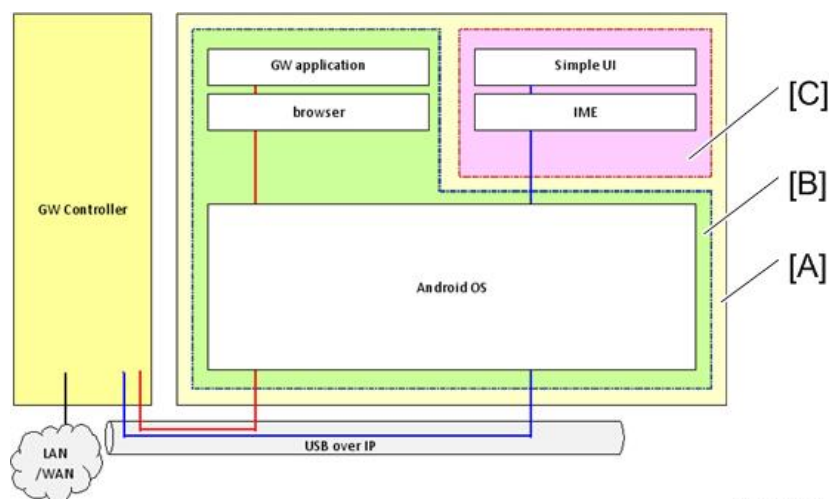 GW application
Simple UI
browser
IME
[C]
[B]
GW Controller
[A]
Android OS
USB over IP
LAN
/WAN